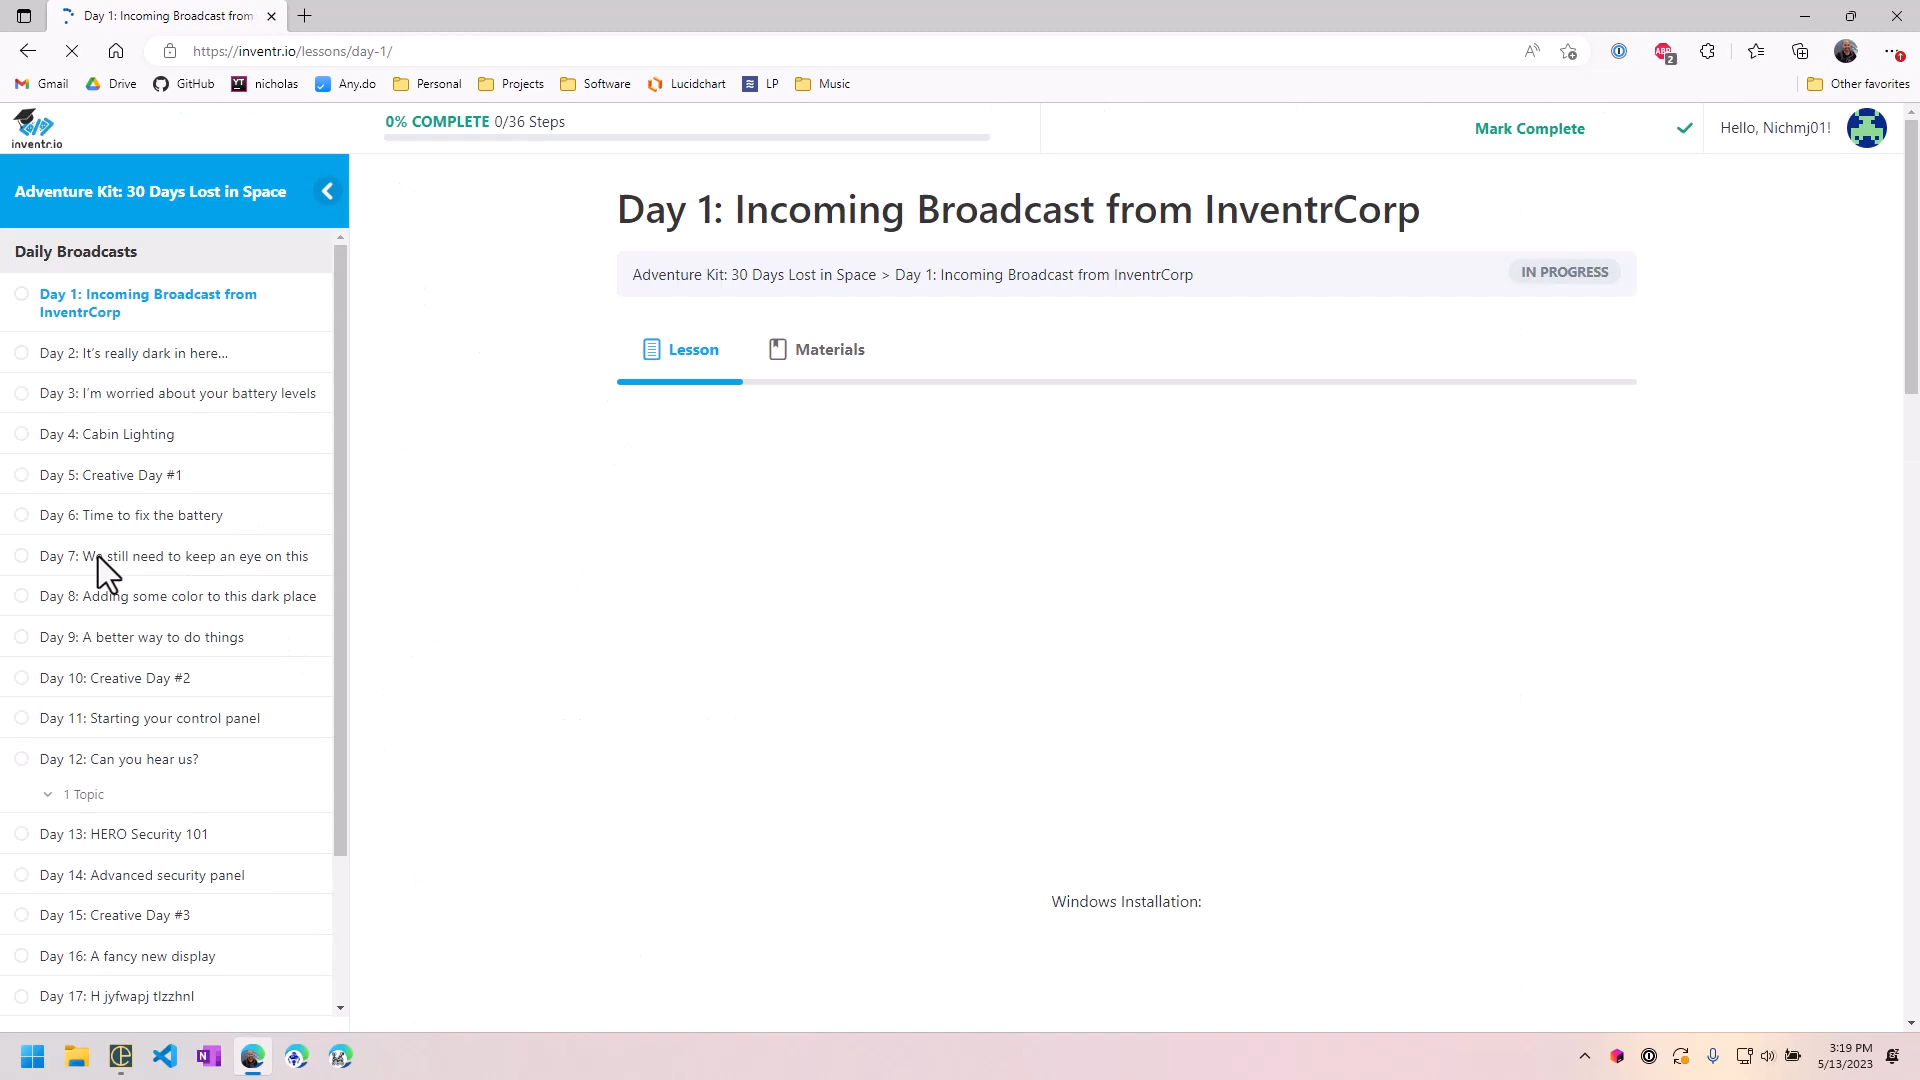 Day 1: Incoming Broadcast from
https://inventr.io/lessons/day-1/
Gmail Drive GitHub nicholas Any.do Personal Projects Software Lucidchart LP Music Other favorites
inventr.io
0% COMPLETE 0/36 Steps
Mark Complete
Hello, Nichmj01!
Adventure Kit: 30 Days Lost in Space
Daily Broadcasts
Day 1: Incoming Broadcast from
InventrCorp
Day 2: It's really dark in here...
Day 3: I'm worried about your battery levels
Day 4: Cabin Lighting
Day 5: Creative Day #1
Day 6: Time to fix the battery
Day 7: We still need to keep an eye on this
Day 8: Adding some color to this dark place
Day 9: A better way to do things
Day 10: Creative Day #2
Day 11: Starting your control panel
Day 12: Can you hear us?
1 Topic
Day 13: HERO Security 101
Day 14: Advanced security panel
Day 15: Creative Day #3
Day 16: A fancy new display
Day 17: H jyfwapj tlzzhnl
Day 1: Incoming Broadcast from InventrCorp
Adventure Kit: 30 Days Lost in Space > Day 1: Incoming Broadcast from InventrCorp
IN PROGRESS
Lesson
Materials
Windows Installation:
3:19 PM
5/13/2023